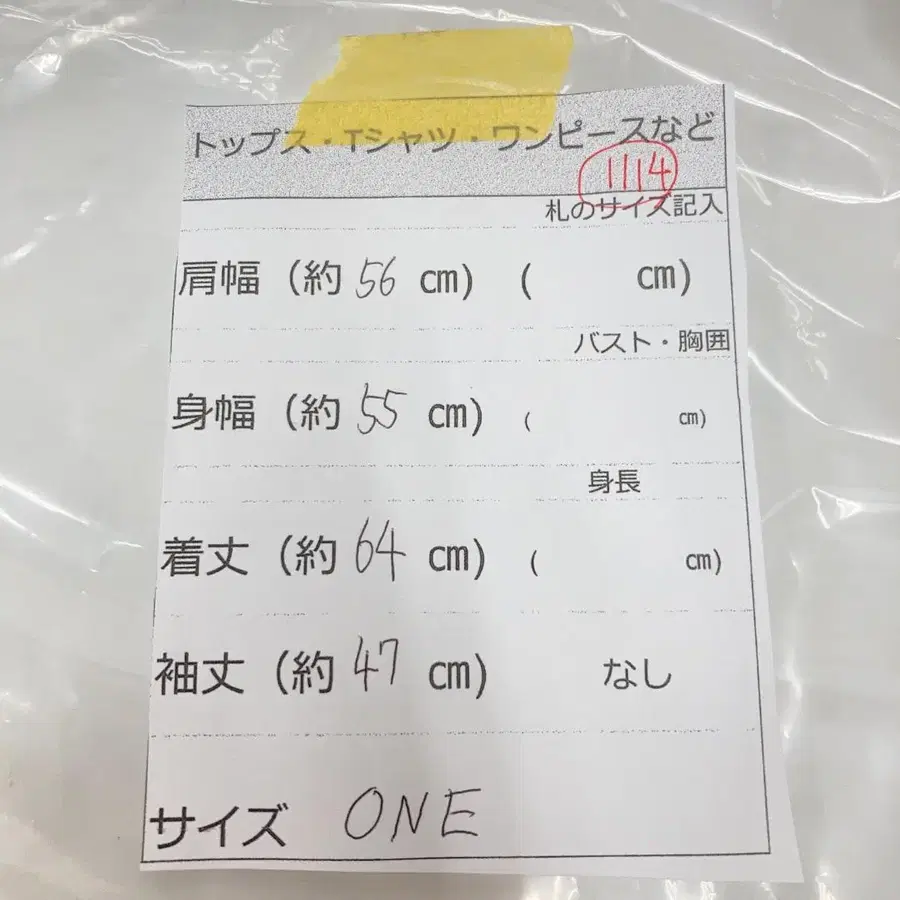 トップス・Tシャツ・ワンピースなど
1114
札のサイズ記入
肩幅（約 56 cm）（ cm）
バスト・胸囲
身幅（約 55 cm）（ cm）
身長
着丈（約 64 cm）（ cm）
袖丈（約 47 cm） なし
サイズ ONE